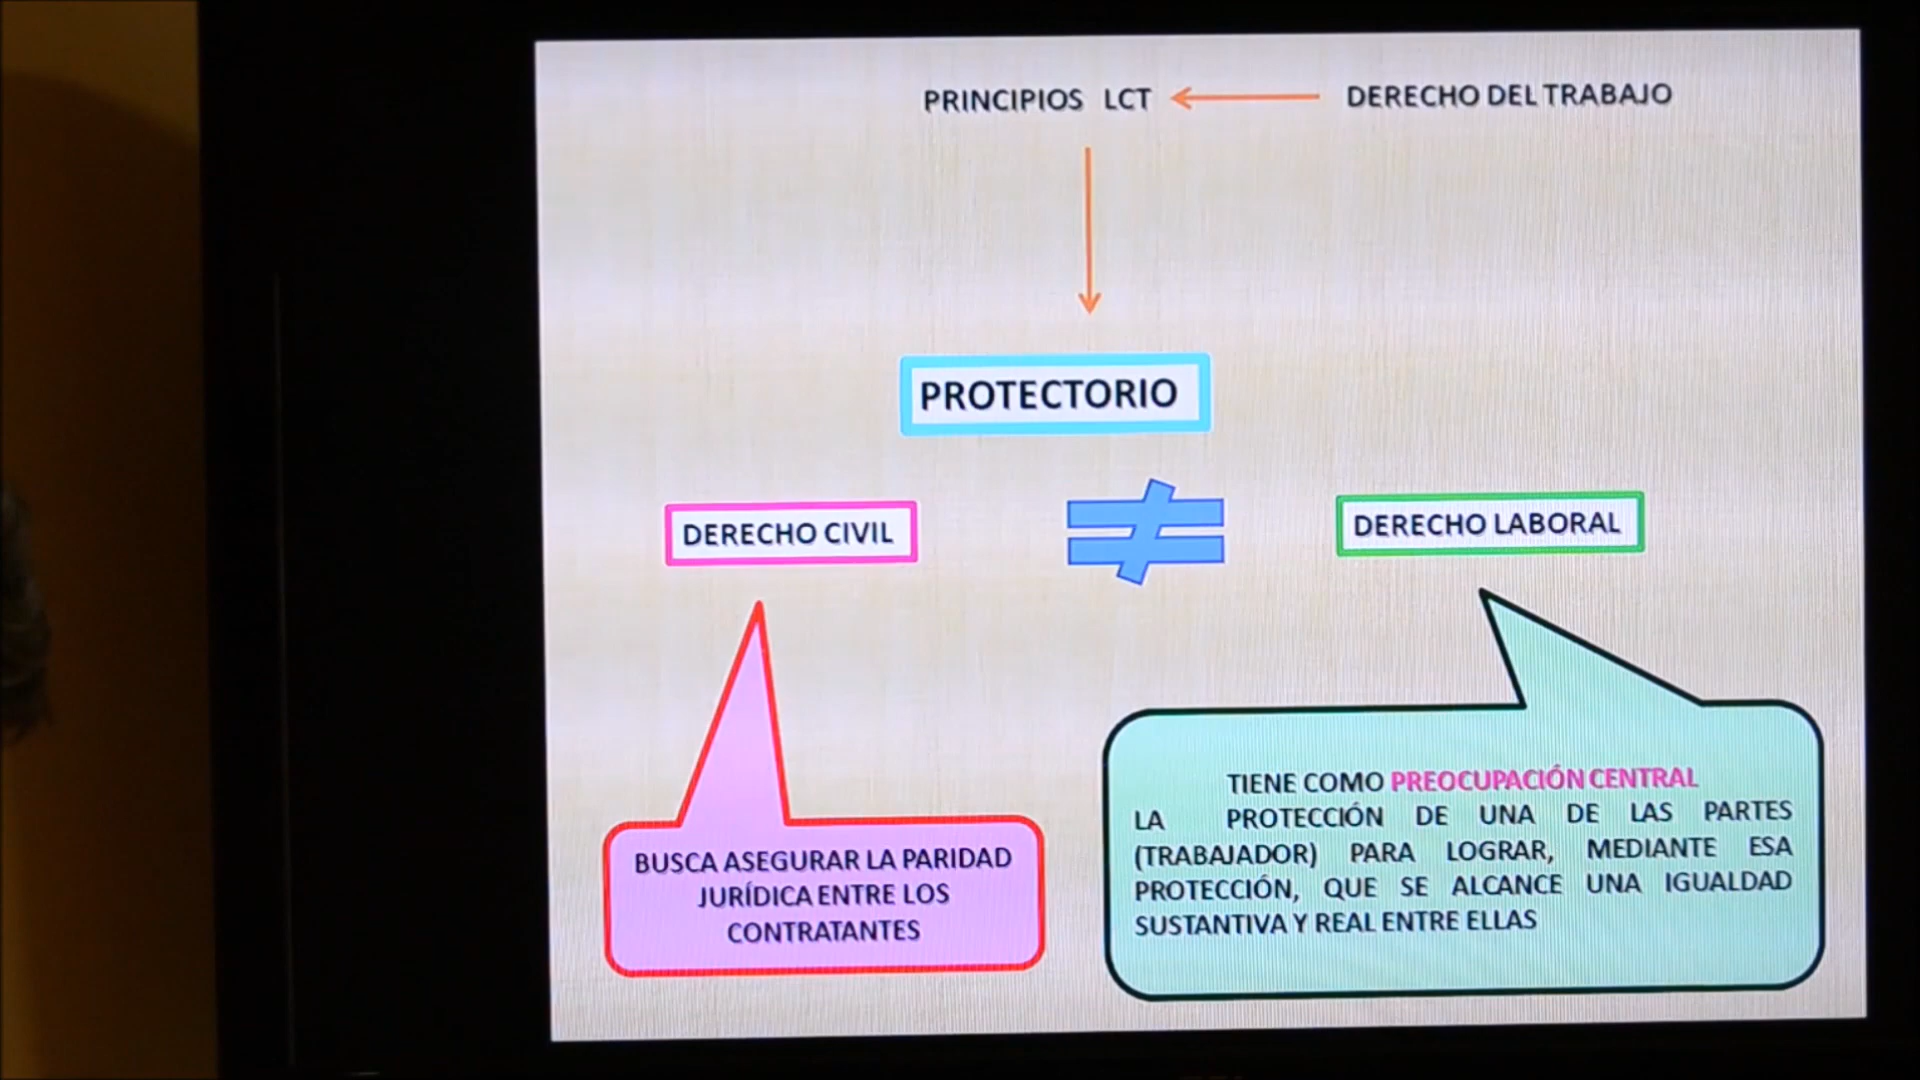 PRINCIPIOS LCT
DERECHO DEL TRABAJO
PROTECTORIO
DERECHO CIVIL
DERECHO LABORAL
BUSCA ASEGURAR LA PARIDAD
JURÍDICA ENTRE LOS
CONTRATANTES
TIENE COMO PREOCUPACIÓN CENTRAL
LA PROTECCIÓN DE UNA DE LAS PARTES
(TRABAJADOR) PARA LOGRAR, MEDIANTE ESA
PROTECCIÓN, QUE SE ALCANCE UNA IGUALDAD
SUSTANTIVA Y REAL ENTRE ELLAS